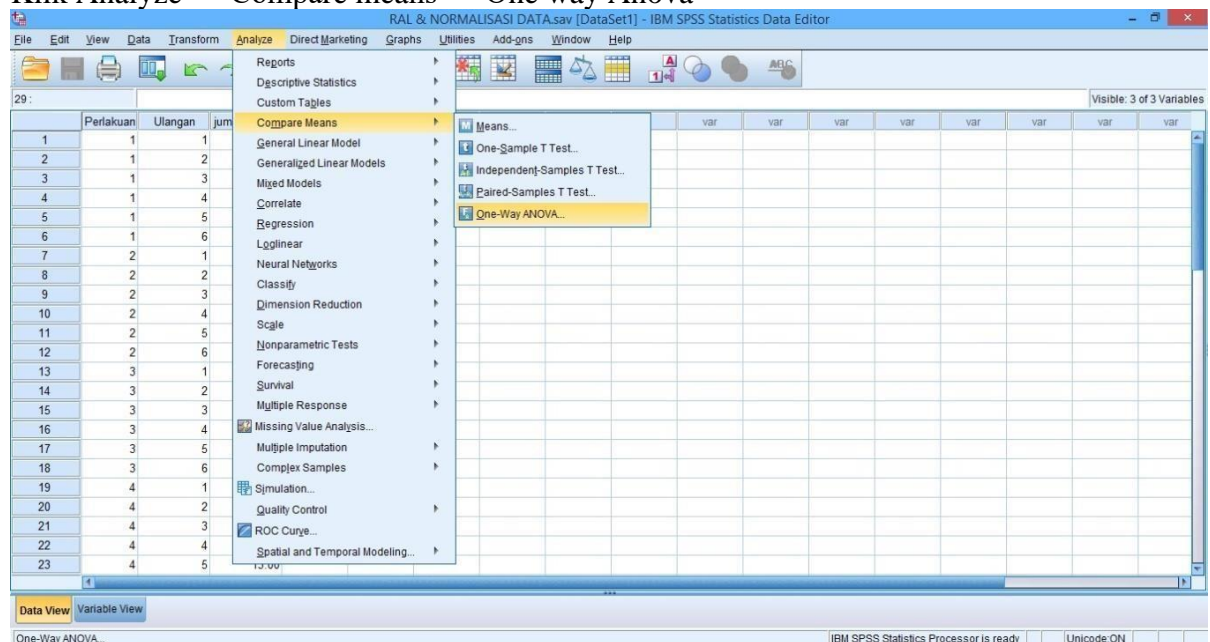 RAL & NORMALISASI DATA.sav [DataSet1] - IBM SPSS Statistics Data Editor
File Edit View Data Transform Analyze Direct Marketing Graphs Utilities Add-ons Window Help
29 :
Visible: 3 of 3 Variables
Perlakuan Ulangan jum var var var var var var var
1 1 1
2 1 2
3 1 3
4 1 4
5 1 5
6 1 6
7 2 1
8 2 2
9 2 3
10 2 4
11 2 5
12 2 6
13 3 1
14 3 2
15 3 3
16 3 4
17 3 5
18 3 6
19 4 1
20 4 2
21 4 3
22 4 4
23 4 5 15.00
Reports
Descriptive Statistics
Custom Tables
Compare Means
General Linear Model
Generalized Linear Models
Mixed Models
Correlate
Regression
Loglinear
Neural Networks
Classify
Dimension Reduction
Scale
Nonparametric Tests
Forecasting
Survival
Multiple Response
Missing Value Analysis...
Multiple Imputation
Complex Samples
Simulation...
Quality Control
ROC Curve...
Spatial and Temporal Modeling...
Means...
One-Sample T Test...
Independent-Samples T Test...
Paired-Samples T Test...
One-Way ANOVA...
Data View Variable View
One-Way ANOVA... IBM SPSS Statistics Processor is ready Unicode:ON